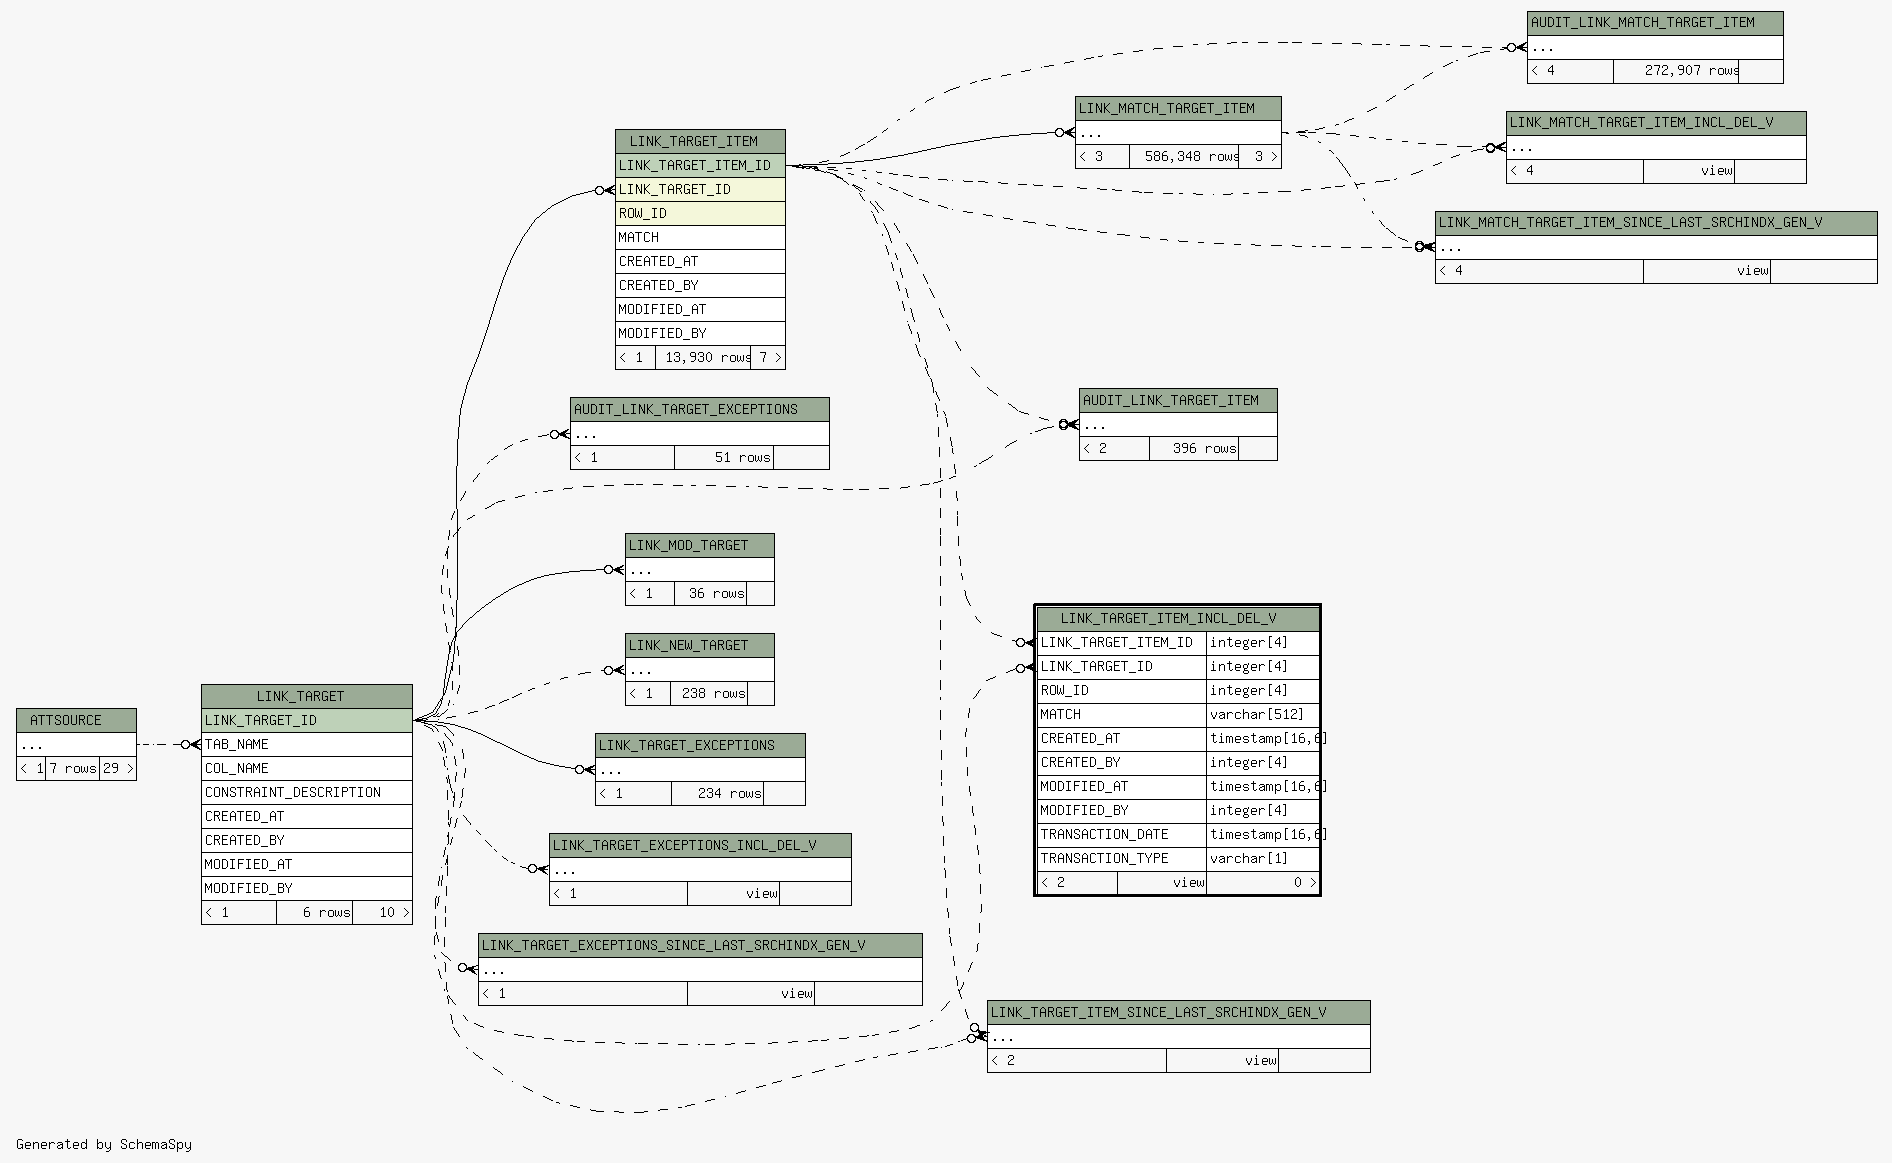 AUDIT_LINK_MATCH_TARGET_ITEM
...
< 4 272,907 rows
LINK_MATCH_TARGET_ITEM
...
< 3 586,348 rows 3 >
LINK_MATCH_TARGET_ITEM_INCL_DEL_V
...
< 4 view
LINK_MATCH_TARGET_ITEM_SINCE_LAST_SRCHINDX_GEN_V
...
< 4 view
LINK_TARGET_ITEM
LINK_TARGET_ITEM_ID
LINK_TARGET_ID
ROW_ID
MATCH
CREATED_AT
CREATED_BY
MODIFIED_AT
MODIFIED_BY
< 1 13,930 rows 7 >
AUDIT_LINK_TARGET_EXCEPTIONS
...
< 1 51 rows
AUDIT_LINK_TARGET_ITEM
...
< 2 396 rows
LINK_MOD_TARGET
...
< 1 36 rows
LINK_NEW_TARGET
...
< 1 238 rows
LINK_TARGET_ITEM_INCL_DEL_V
LINK_TARGET_ITEM_ID integer[4]
LINK_TARGET_ID integer[4]
ROW_ID integer[4]
MATCH varchar[512]
CREATED_AT timestamp[16,6]
CREATED_BY integer[4]
MODIFIED_AT timestamp[16,6]
MODIFIED_BY integer[4]
TRANSACTION_DATE timestamp[16,6]
TRANSACTION_TYPE varchar[1]
< 2 view 0 >
ATTSOURCE
...
< 1 7 rows 29 >
LINK_TARGET
LINK_TARGET_ID
TAB_NAME
COL_NAME
CONSTRAINT_DESCRIPTION
CREATED_AT
CREATED_BY
MODIFIED_AT
MODIFIED_BY
< 1 6 rows 10 >
LINK_TARGET_EXCEPTIONS
...
< 1 234 rows
LINK_TARGET_EXCEPTIONS_INCL_DEL_V
...
< 1 view
LINK_TARGET_EXCEPTIONS_SINCE_LAST_SRCHINDX_GEN_V
...
< 1 view
LINK_TARGET_ITEM_SINCE_LAST_SRCHINDX_GEN_V
...
< 2 view
Generated by SchemaSpy